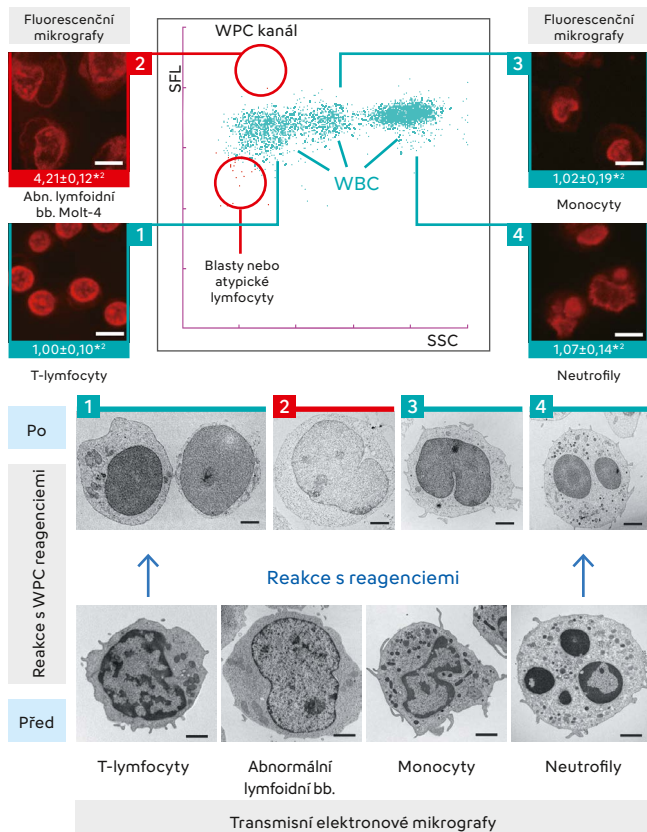 Fluorescenční
mikrografy
2
4,21±0,12*²
Abn. lymfoidní
bb. Molt-4
1
1,00±0,10*²
T-lymfocyty
WPC kanál
SFL
WBC
Blasty nebo
atypické
lymfocyty
SSC
Fluorescenční
mikrografy
3
1,02±0,19*²
Monocyty
4
1,07±0,14*²
Neutrofily
1
2
3
4
Po
Reakce s WPC reagenciemi
Reakce s reagenciemi
Před
T-lymfocyty
Abnormální
lymfoidní bb.
Monocyty
Neutrofily
Transmisní elektronové mikrografy